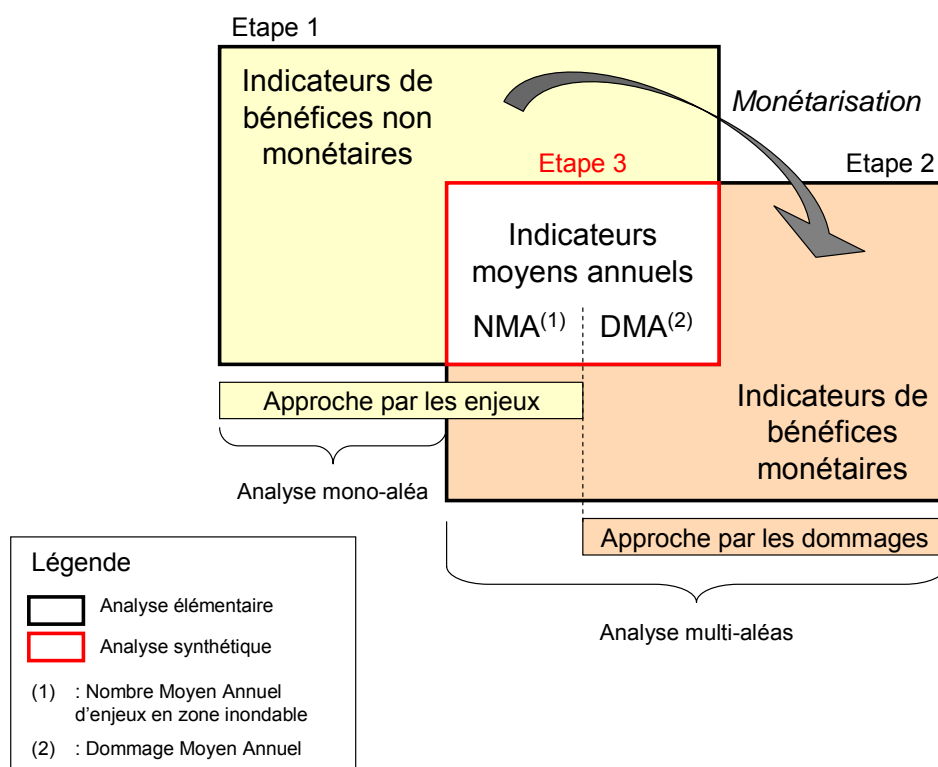 Etape 1
Indicateurs de
bénéfices non
monétaires
Monétarisation
Etape 3
Etape 2
Indicateurs
moyens annuels
NMA(1) DMA(2)
Approche par les enjeux
Indicateurs de
bénéfices
monétaires
Analyse mono-aléa
Approche par les dommages
Analyse multi-aléas
Légende
Analyse élémentaire
Analyse synthétique
(1) : Nombre Moyen Annuel
d'enjeux en zone inondable
(2) : Dommage Moyen Annuel